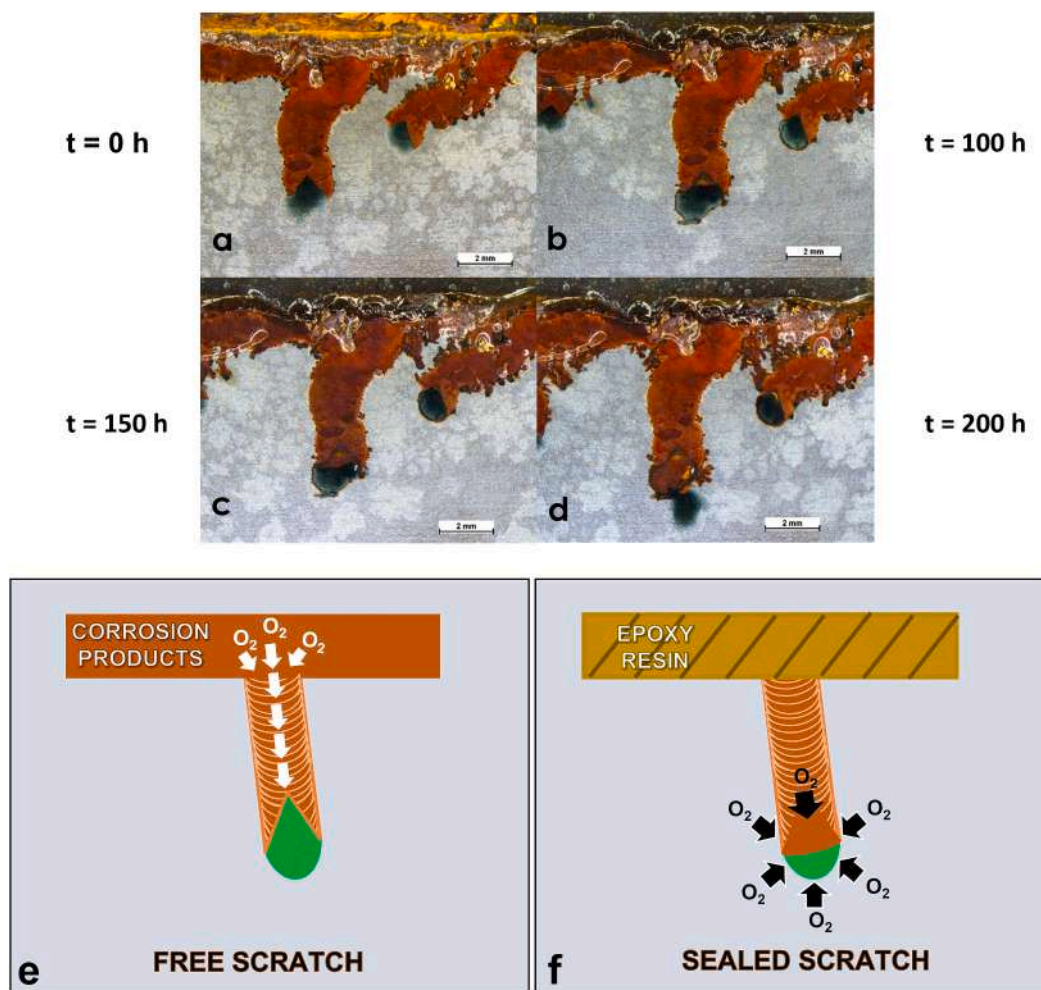 t = 0 h
a
2 mm
b
2 mm
t = 100 h
t = 150 h
c
2 mm
d
2 mm
t = 200 h
CORROSION
PRODUCTS
O2
O2
O2
e
FREE SCRATCH
EPOXY
RESIN
O2
O2
O2
O2
O2
O2
f
SEALED SCRATCH